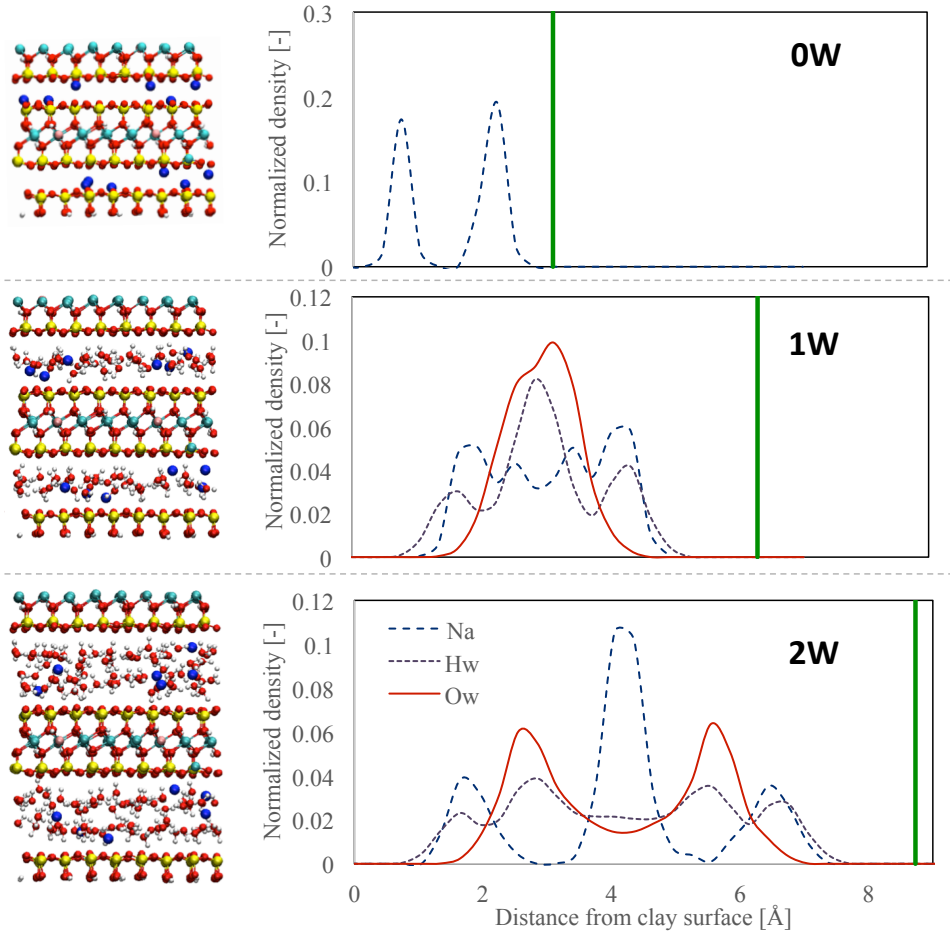 0.3
0.2
0.1
0
Normalized density [-]
0W
0.12
0.1
0.08
0.06
0.04
0.02
0
Normalized density [-]
1W
0.12
0.1
0.08
0.06
0.04
0.02
0
Normalized density [-]
Na
Hw
Ow
2W
0 2 4 6 8
Distance from clay surface [Å]